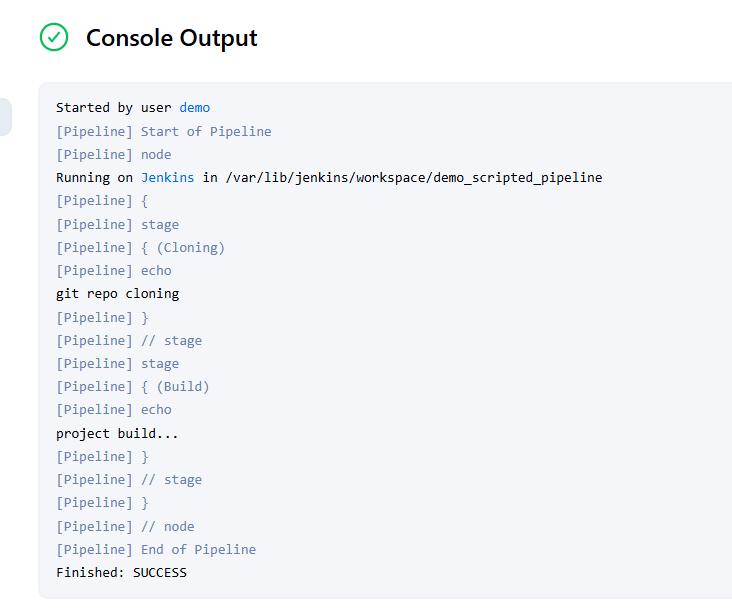 Console Output
Started by user demo
[Pipeline] Start of Pipeline
[Pipeline] node
Running on Jenkins in /var/lib/jenkins/workspace/demo_scripted_pipeline
[Pipeline] {
[Pipeline] stage
[Pipeline] { (Cloning)
[Pipeline] echo
git repo cloning
[Pipeline] }
[Pipeline] // stage
[Pipeline] stage
[Pipeline] { (Build)
[Pipeline] echo
project build...
[Pipeline] }
[Pipeline] // stage
[Pipeline] }
[Pipeline] // node
[Pipeline] End of Pipeline
Finished: SUCCESS